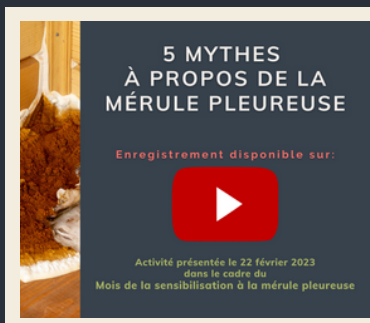 5 MYTHES
À PROPOS DE LA
MÉRULE PLEUREUSE
Enregistrement disponible sur:
Activité présentée le 22 février 2023
dans le cadre du
Mois de la sensibilisation à la mérule pleureuse